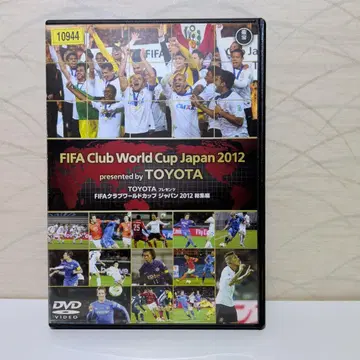 10944
FIFA Club World Cup Japan 2012
presented by TOYOTA
TOYOTA プレゼンツ
FIFAクラブワールドカップ ジャパン 2012 総集編
DVD
VIDEO